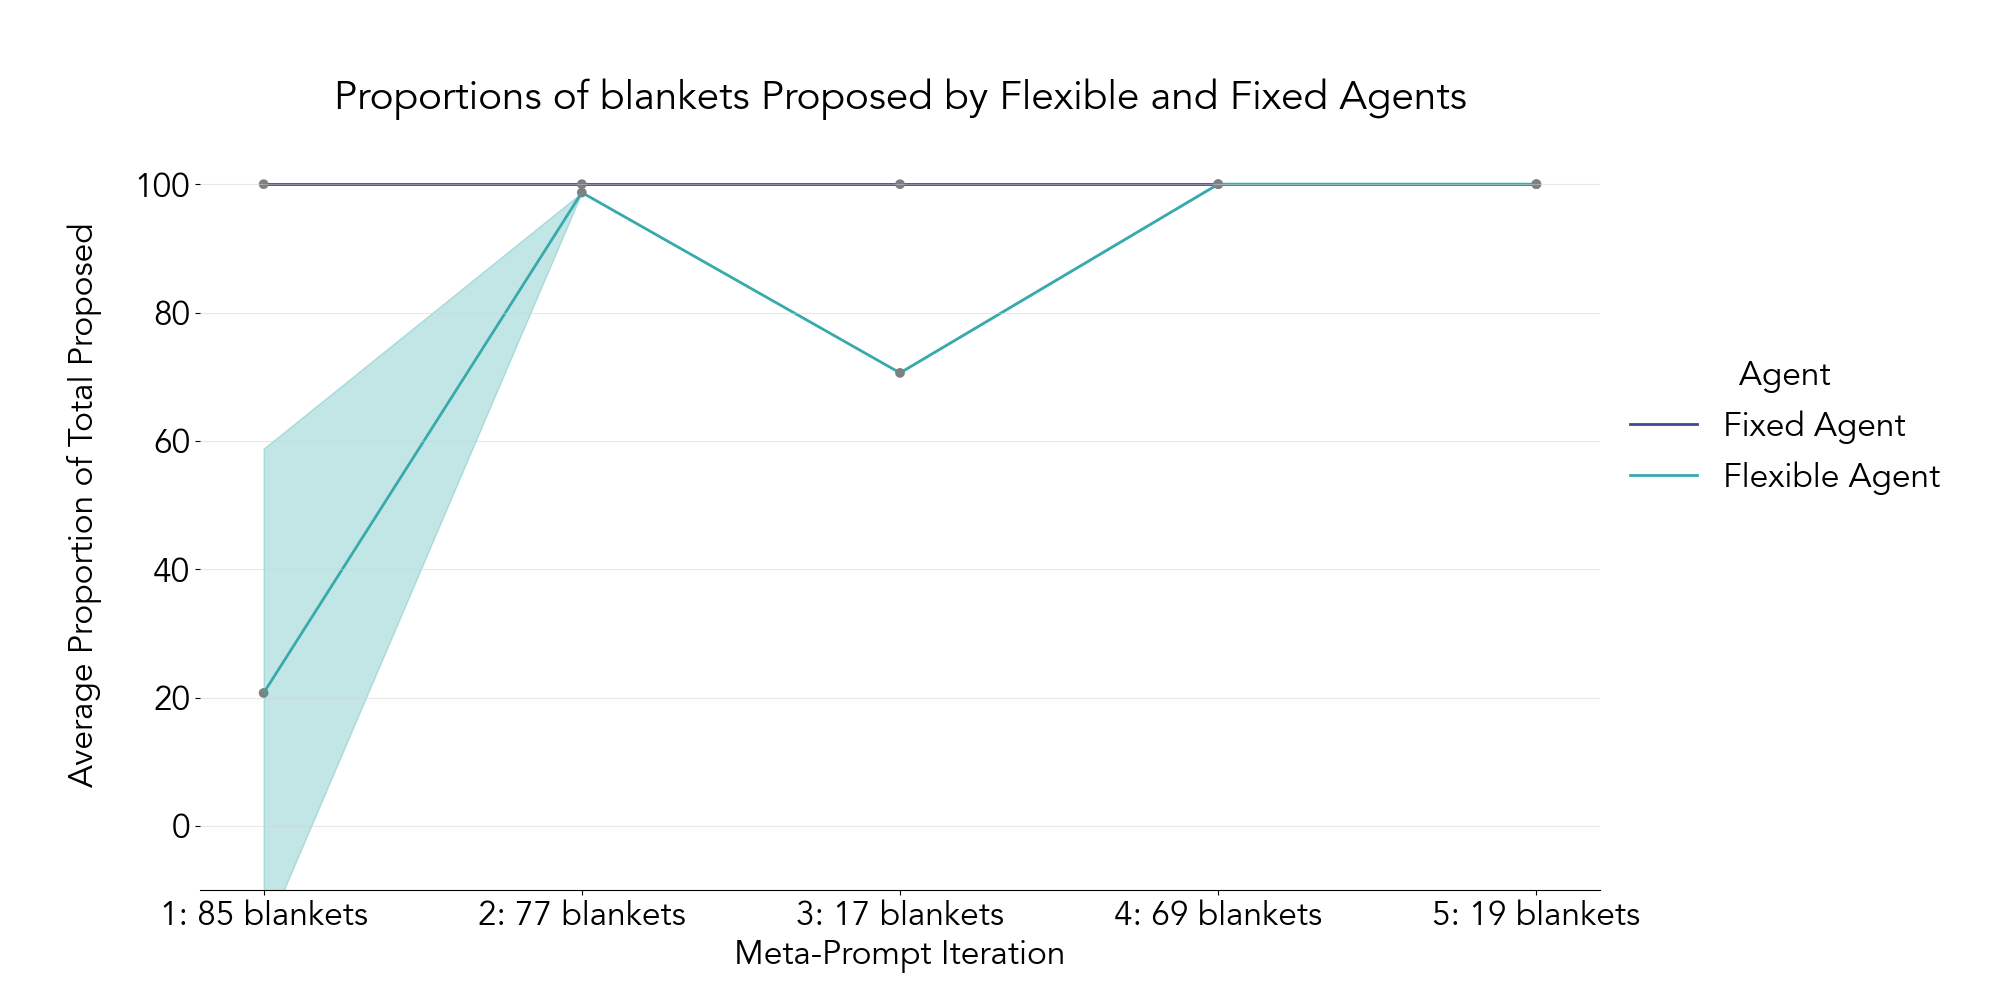 Proportions of blankets Proposed by Flexible and Fixed Agents
Average Proportion of Total Proposed
100
80
60
40
20
0
1: 85 blankets
2: 77 blankets
3: 17 blankets
4: 69 blankets
5: 19 blankets
Meta-Prompt Iteration
Agent
Fixed Agent
Flexible Agent